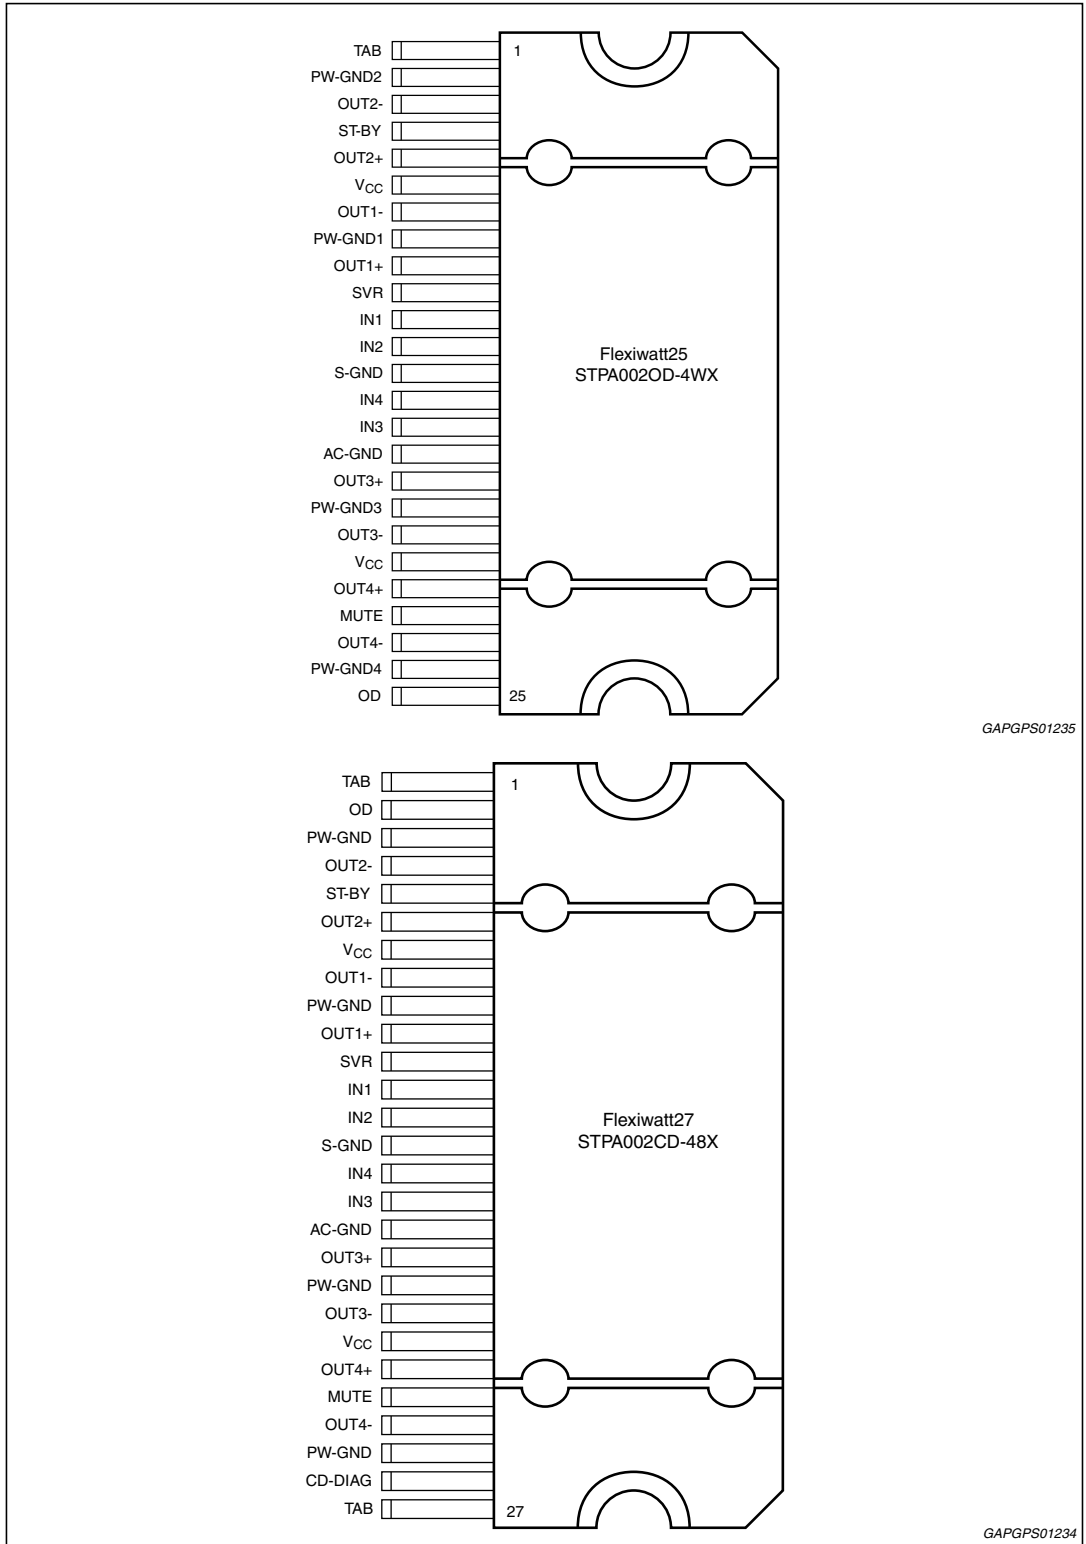 TAB
1
PW-GND2
OUT2-
ST-BY
OUT2+
VCC
OUT1-
PW-GND1
OUT1+
SVR
IN1
IN2
Flexiwatt25
STPA002OD-4WX
S-GND
IN4
IN3
AC-GND
OUT3+
PW-GND3
OUT3-
VCC
OUT4+
MUTE
OUT4-
PW-GND4
OD
25
GAPGPS01235
TAB
1
OD
PW-GND
OUT2-
ST-BY
OUT2+
VCC
OUT1-
PW-GND
OUT1+
SVR
IN1
IN2
Flexiwatt27
STPA002CD-48X
S-GND
IN4
IN3
AC-GND
OUT3+
PW-GND
OUT3-
VCC
OUT4+
MUTE
OUT4-
PW-GND
CD-DIAG
TAB
27
GAPGPS01234